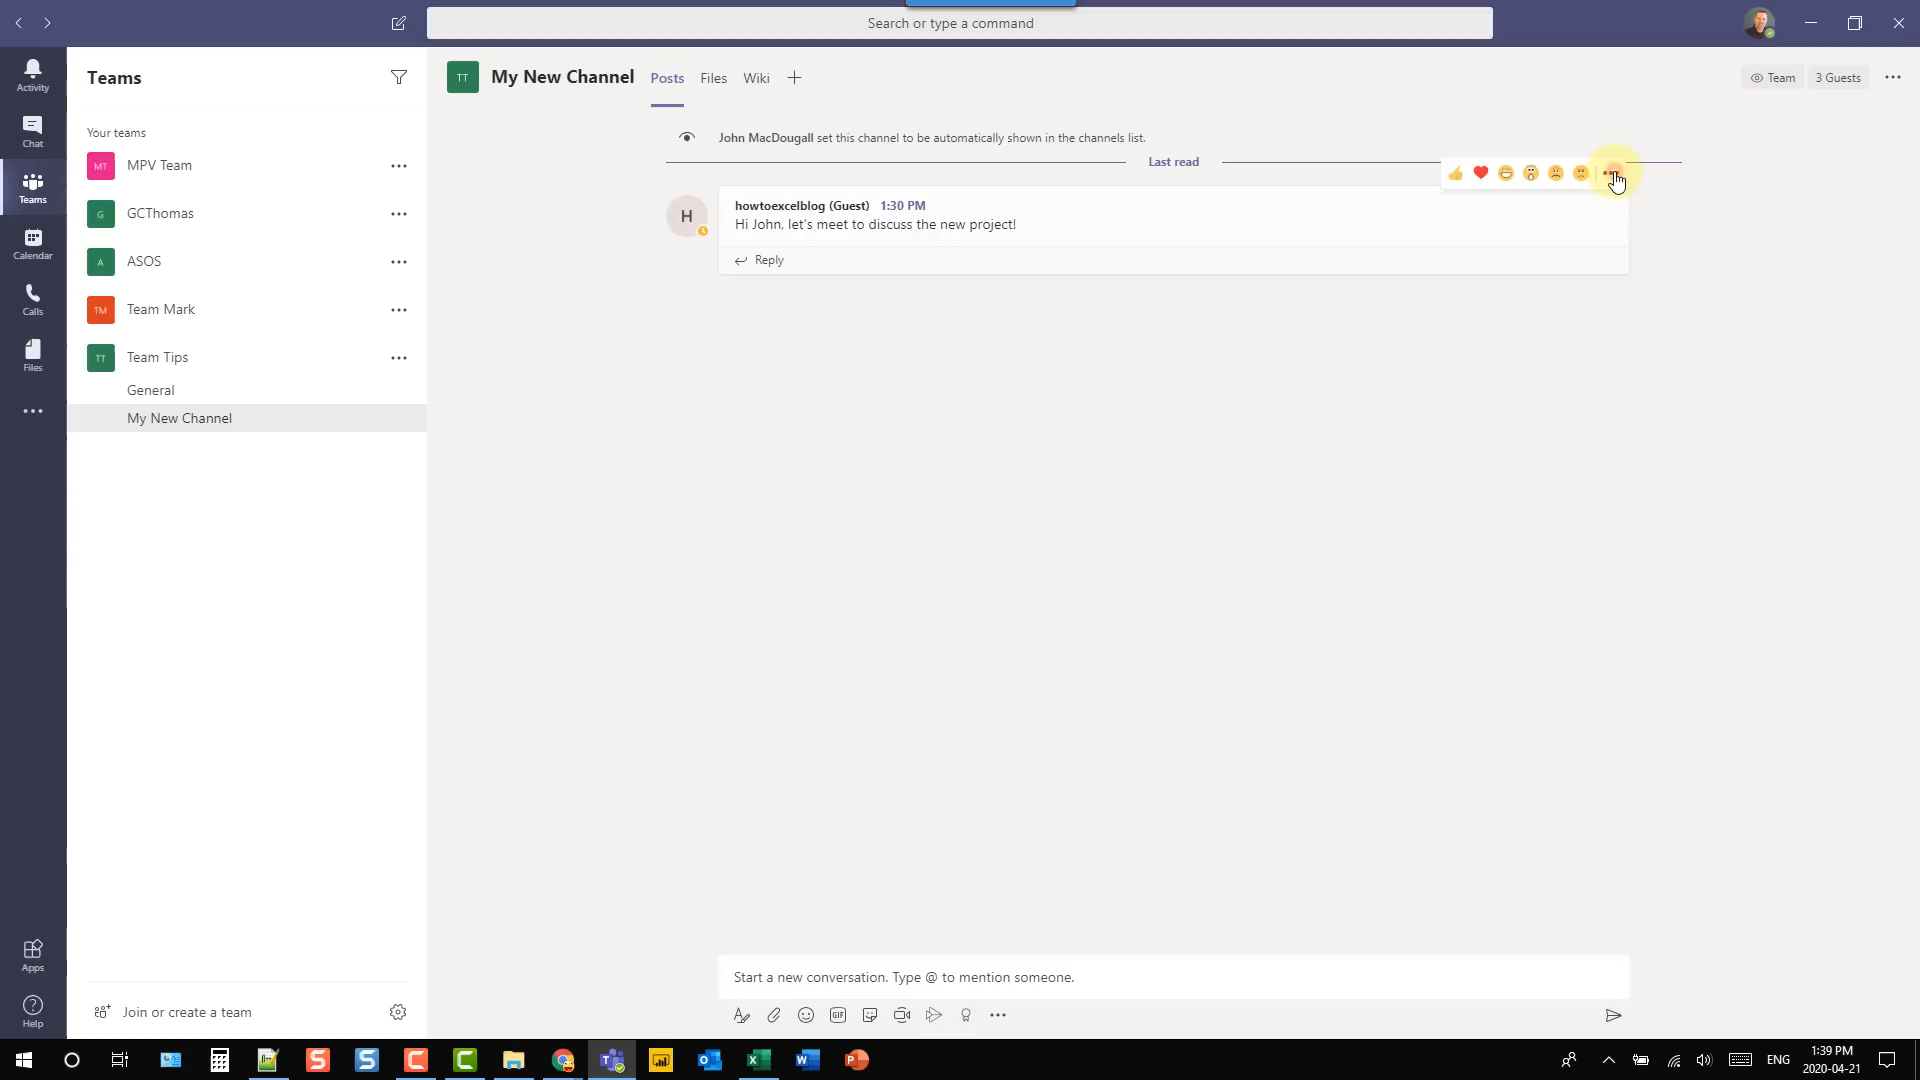 Search or type a command
Activity
Chat
Teams
Calendar
Calls
Files
Apps
Help
Teams
Your teams
MT MPV Team
G GCThomas
A ASOS
TM Team Mark
TT Team Tips
General
My New Channel
Join or create a team
TT My New Channel Posts Files Wiki
Team 3 Guests
John MacDougall set this channel to be automatically shown in the channels list.
Last read
H
howtoexcelblog (Guest) 1:30 PM
Hi John, let's meet to discuss the new project!
Reply
Start a new conversation. Type @ to mention someone.
GIF
ENG
1:39 PM
2020-04-21